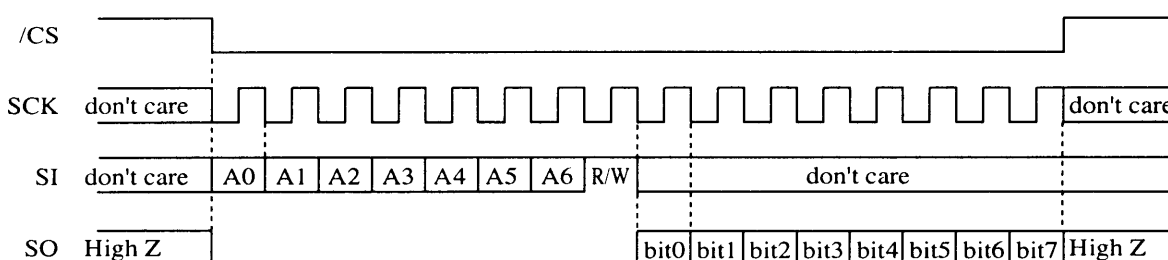 /CS
SCK don't care don't care
SI don't care A0 A1 A2 A3 A4 A5 A6 R/W don't care
SO High Z bit0 bit1 bit2 bit3 bit4 bit5 bit6 bit7 High Z